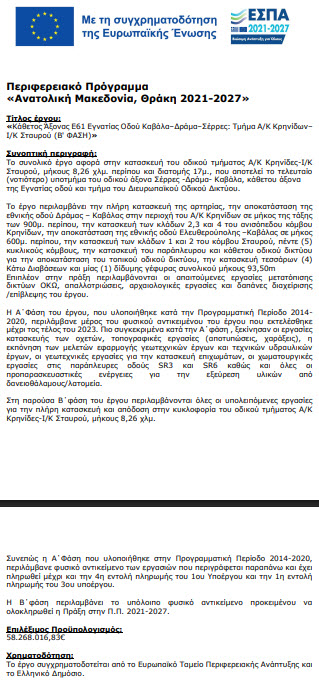 Με τη συγχρηματοδότηση
της Ευρωπαϊκής Ένωσης
ΕΣΠΑ
2021-2027
Περιφερειακό Πρόγραμμα
«Ανατολική Μακεδονία, Θράκη 2021-2027»
Τίτλος έργου:
«Κάθετος Άξονας Ε61 Εγνατίας Οδού Καβάλα–Δράμα–Σέρρες: Τμήμα Α/Κ Κρηνίδων–
Ι/Κ Σταυρού (Β' ΦΑΣΗ)»
Συνοπτική περιγραφή:
Το συνολικό έργο αφορά στην κατασκευή του οδικού τμήματος Α/Κ Κρηνίδες-Ι/Κ
Σταυρού, μήκους 8,26 χλμ. περίπου και διατομής 17μ., που αποτελεί το τελευταίο
(νοτιότερο) υποτμήμα του οδικού άξονα Σέρρες -Δράμα- Καβάλα, κάθετου άξονα
της Εγνατίας οδού και τμήμα του Διευρωπαϊκού Οδικού Δικτύου.
Το έργο περιλαμβάνει την πλήρη κατασκευή της αρτηρίας, την αποκατάσταση της
εθνικής οδού Δράμας – Καβάλας στην περιοχή του Α/Κ Κρηνίδων σε μήκος της τάξης
των 900μ. περίπου, την κατασκευή των κλάδων 2,3 και 4 του ανισόπεδου κόμβου
Κρηνίδων, την αποκατάσταση της εθνικής οδού Ελευθερούπολης –Καβάλας σε μήκος
600μ. περίπου, την κατασκευή των κλάδων 1 και 2 του κόμβου Σταυρού, πέντε (5)
κυκλικούς κόμβους, την κατασκευή του παράπλευρου και κάθετου οδικού δικτύου
για την αποκατάσταση του τοπικού οδικού δικτύου, την κατασκευή τεσσάρων (4)
Κάτω Διαβάσεων και μίας (1) δίδυμης γέφυρας συνολικού μήκους 93,50m
Επιπλέον στην πράξη περιλαμβάνονται οι απαιτούμενες εργασίες μετατόπισης
δικτύων ΟΚΩ, απαλλοτριώσεις, αρχαιολογικές εργασίες και δαπάνες διαχείρισης
/επίβλεψης του έργου.
Η Α΄Φάση του έργου, που υλοποιήθηκε κατά την Προγραμματική Περίοδο 2014-
2020, περιλάμβανε μέρος του φυσικού αντικειμένου του έργου που εκτελέσθηκε
μέχρι τος τέλος του 2023. Πιο συγκεκριμένα κατά την Α΄φάση , ξεκίνησαν οι εργασίες
κατασκευής των οχετών, τοπογραφικές εργασίες (αποτυπώσεις, χαράξεις), η
εκπόνηση των μελετών εφαρμογής γεωτεχνικών έργων και τεχνικών υδραυλικών
έργων, οι γεωτεχνικές εργασίες για την κατασκευή επιχωμάτων, οι χωματουργικές
εργασίες στις παράπλευρες οδούς SR3 και SR6 καθώς και όλες οι
προπαρασκευαστικές ενέργειες για την εξεύρεση υλικών από
δανειοθάλαμους/λατομεία.
Στη παρούσα Β΄φάση του έργου περιλαμβάνονται όλες οι υπολειπόμενες εργασίες
για την πλήρη κατασκευή και απόδοση στην κυκλοφορία του οδικού τμήματος Α/Κ
Κρηνίδες-Ι/Κ Σταυρού, μήκους 8,26 χλμ.
Συνεπώς η Α΄Φάση που υλοποιήθηκε στην Προγραμματική Περίοδο 2014-2020,
περιλάμβανε φυσικό αντικείμενο των εργασιών που περιγράφεται παραπάνω και έχει
πληρωθεί μέχρι και την 4η εντολή πληρωμής του 1ου Υποέργου και την 1η εντολή
πληρωμής του 3ου υποέργου.
Η Β΄φάση περιλαμβάνει το υπόλοιπο φυσικό αντικείμενο προκειμένου να
ολοκληρωθεί η Πράξη στην Π.Π. 2021-2027.
Επιλέξιμος Προϋπολογισμός:
58.268.016,83€
Χρηματοδότηση:
Το έργο συγχρηματοδοτείται από το Ευρωπαϊκό Ταμείο Περιφερειακής Ανάπτυξης και
το Ελληνικό Δημόσιο.